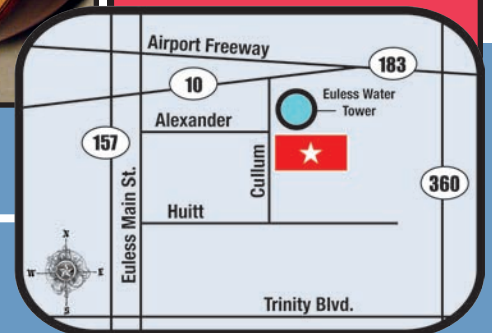 Airport Freeway
183
10
Euless Water
Tower
Alexander
157
Cullum
360
Euless Main St.
Huitt
N
W
E
S
Trinity Blvd.